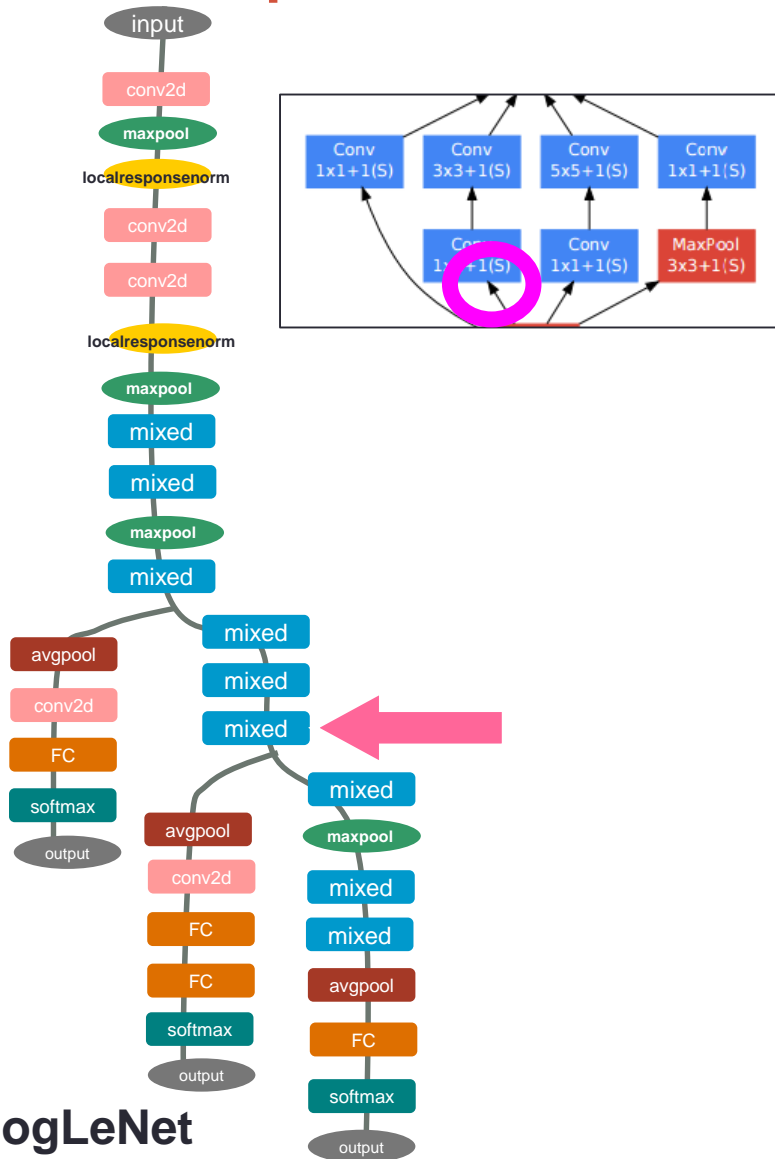 input
conv2d
maxpool
localresponsenorm
conv2d
conv2d
localresponsenorm
maxpool
mixed
mixed
maxpool
mixed
Conv
1x1+1(S)
Conv
3x3+1(S)
Conv
5x5+1(S)
Conv
1x1+1(S)
+1(S)
Conv
1x1+1(S)
MaxPool
3x3+1(S)
mixed
mixed
mixed
avgpool
conv2d
FC
softmax
output
avgpool
conv2d
FC
FC
softmax
output
mixed
maxpool
mixed
mixed
avgpool
FC
softmax
output
ogLeNet